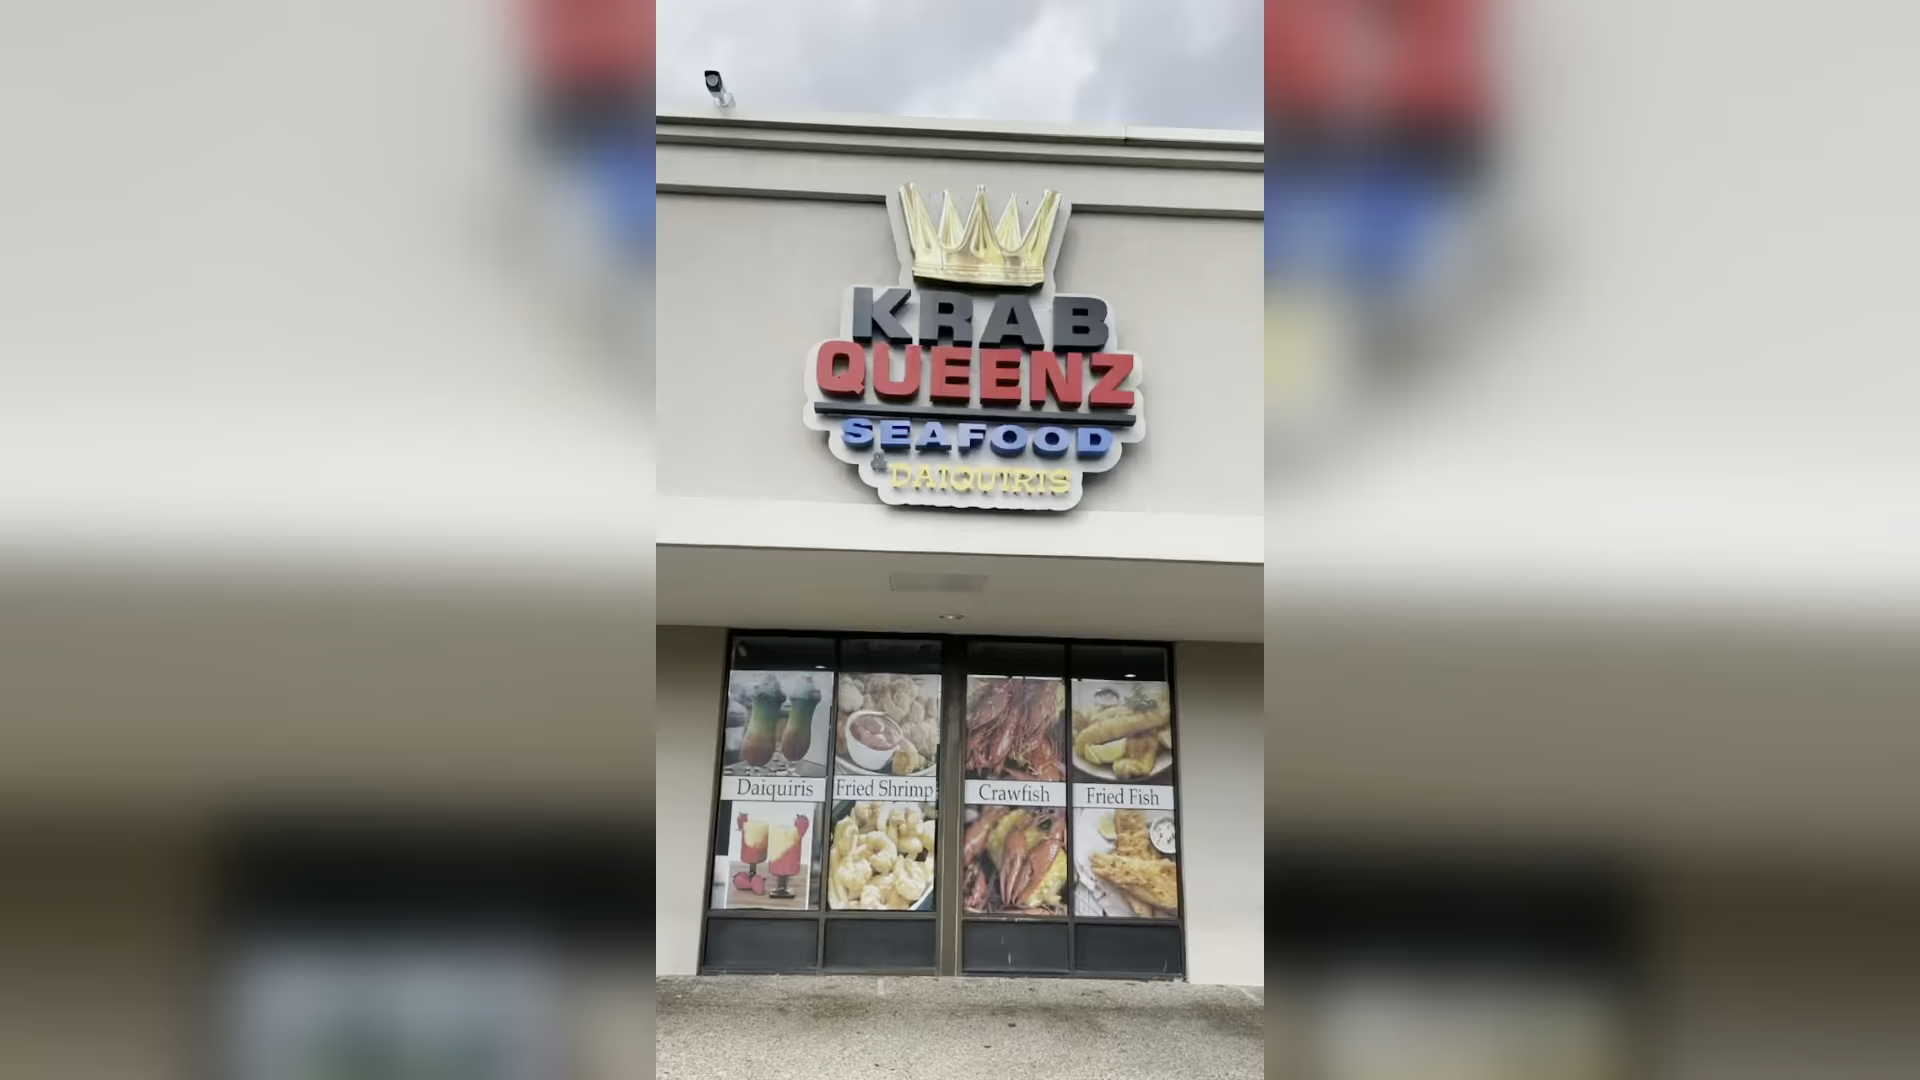 KRAB
QUEENZ
SEAFOOD
& DAIQUIRIS
Daiquiris
Fried Shrimp
Crawfish
Fried Fish